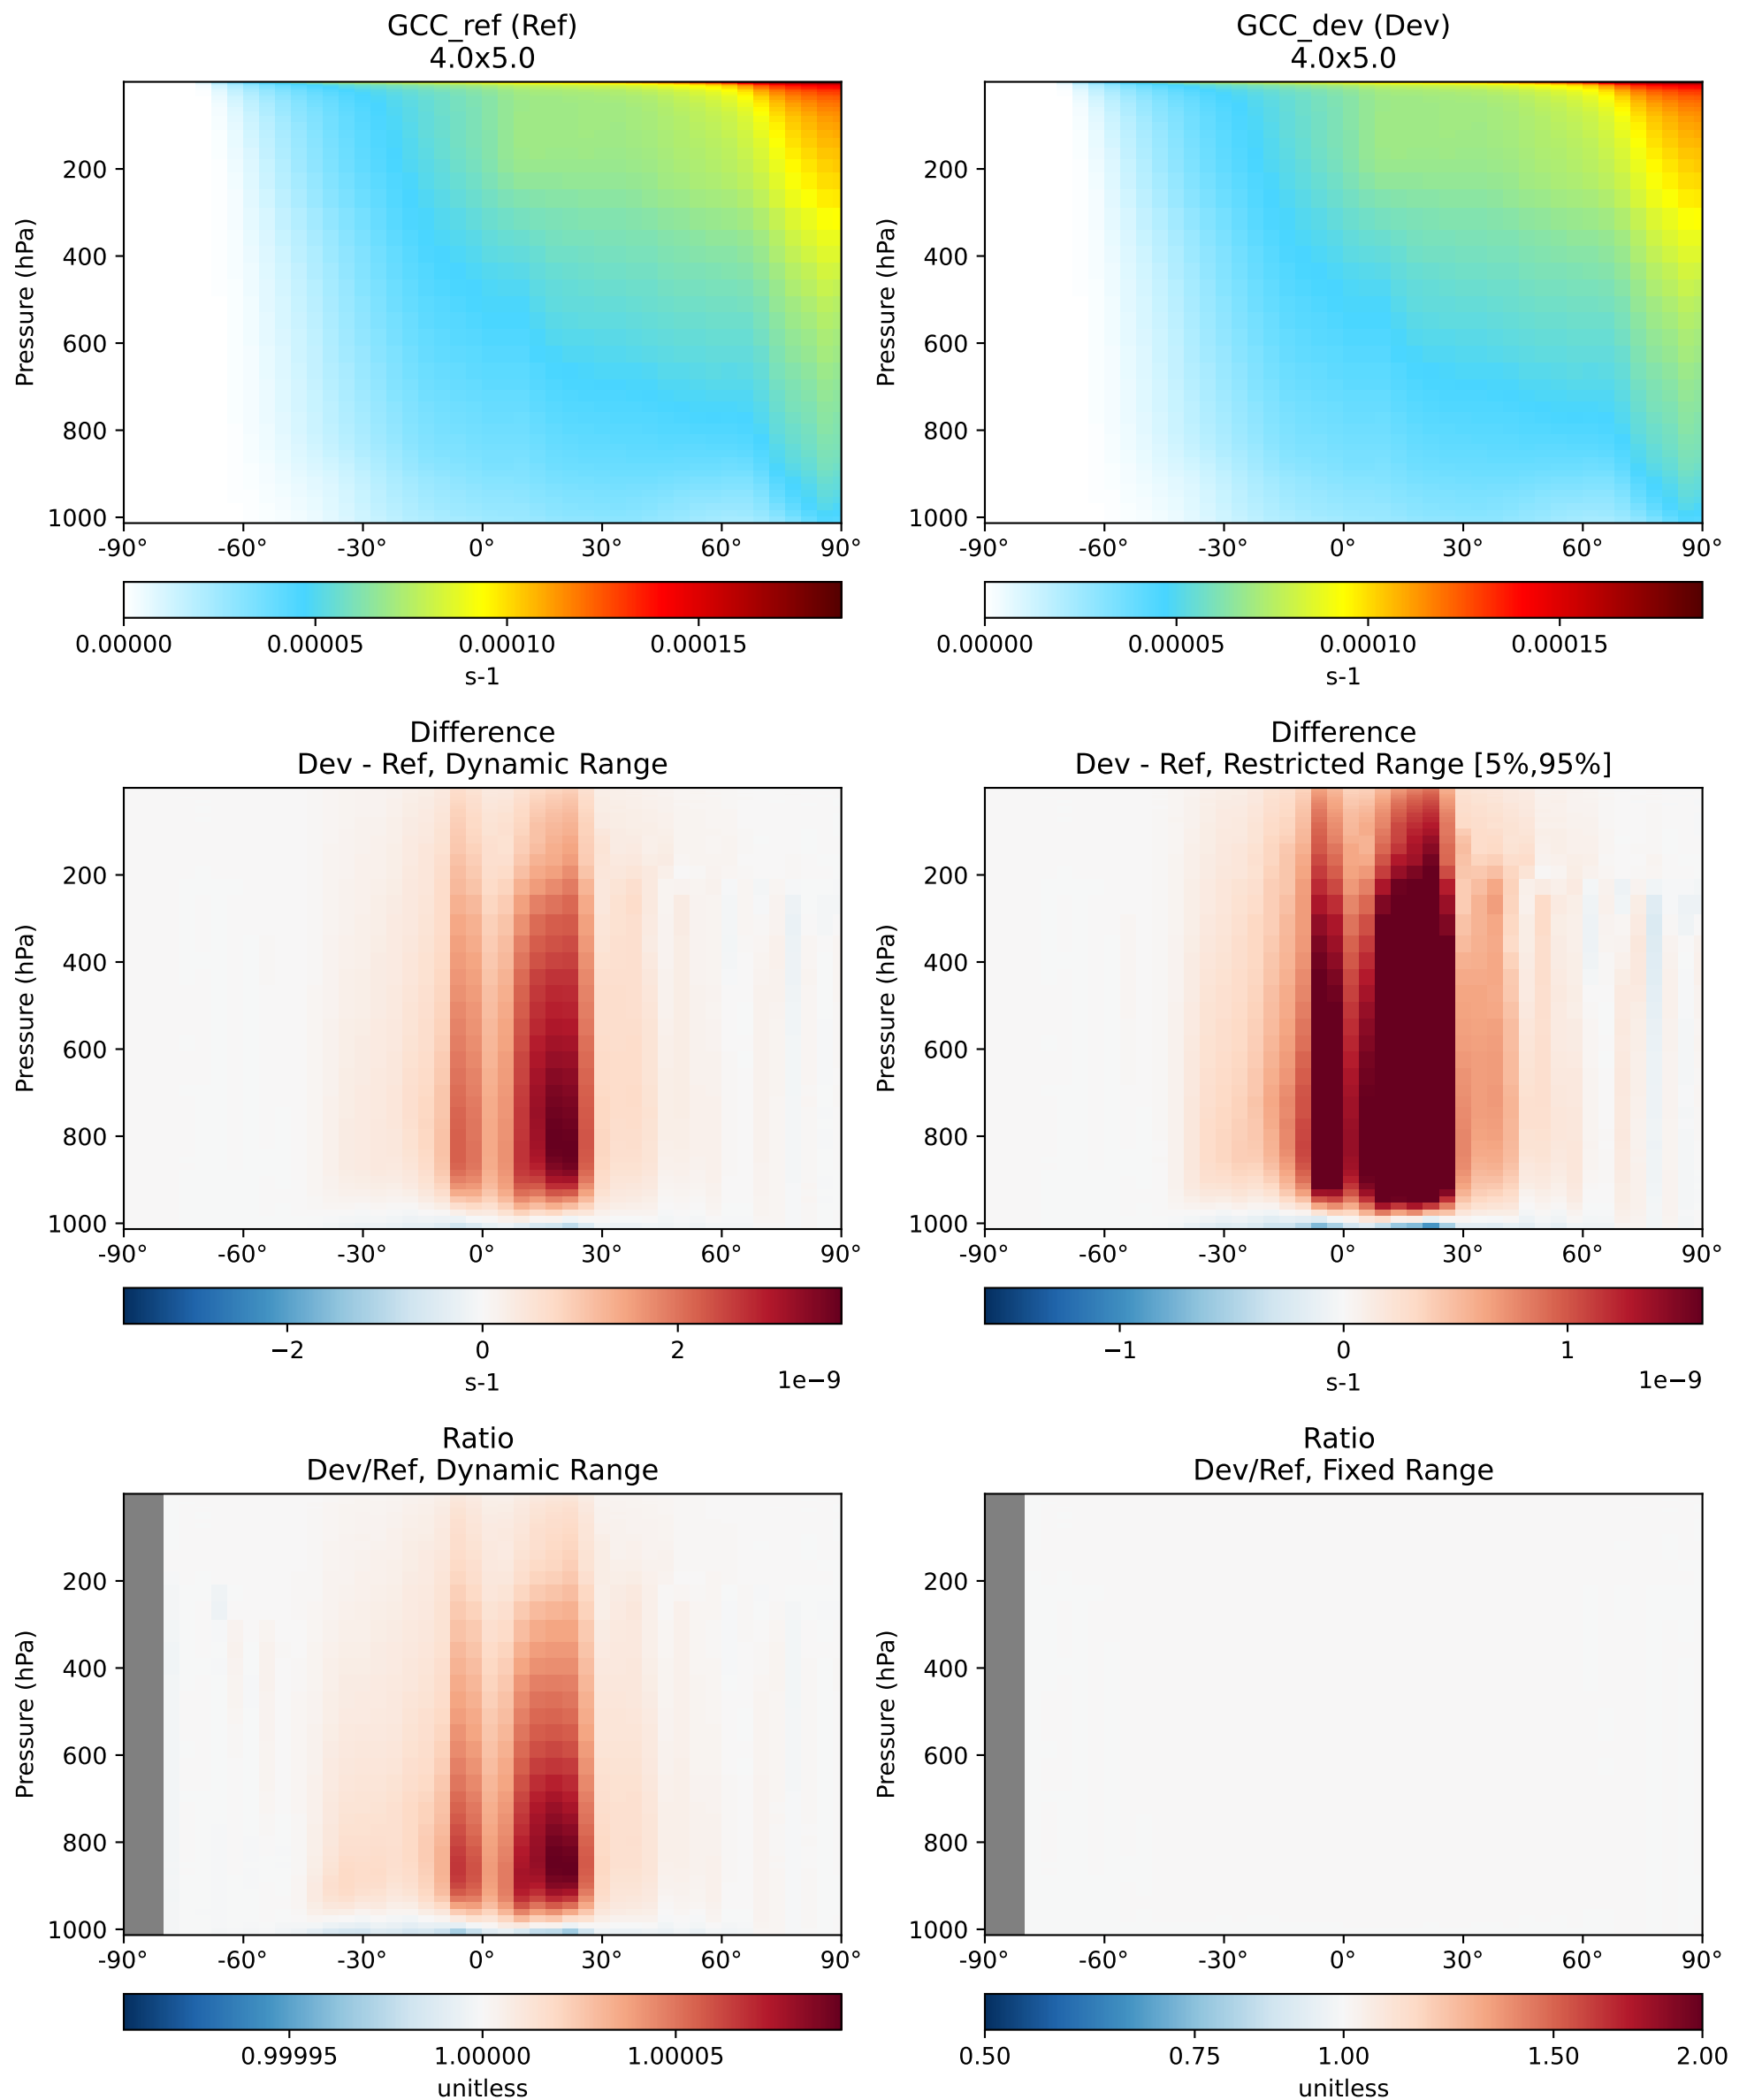 GCC_ref (Ref)
4.0x5.0
Pressure (hPa)
200
400
600
800
1000
-90° -60° -30° 0° 30° 60° 90°
0.00000 0.00005 0.00010 0.00015
s-1
GCC_dev (Dev)
4.0x5.0
Pressure (hPa)
200
400
600
800
1000
-90° -60° -30° 0° 30° 60° 90°
0.00000 0.00005 0.00010 0.00015
s-1
Difference
Dev - Ref, Dynamic Range
Pressure (hPa)
200
400
600
800
1000
-90° -60° -30° 0° 30° 60° 90°
−2 0 2
s-1 1e−9
Difference
Dev - Ref, Restricted Range [5%,95%]
Pressure (hPa)
200
400
600
800
1000
-90° -60° -30° 0° 30° 60° 90°
−1 0 1
s-1 1e−9
Ratio
Dev/Ref, Dynamic Range
Pressure (hPa)
200
400
600
800
1000
-90° -60° -30° 0° 30° 60° 90°
0.99995 1.00000 1.00005
unitless
Ratio
Dev/Ref, Fixed Range
Pressure (hPa)
200
400
600
800
1000
-90° -60° -30° 0° 30° 60° 90°
0.50 0.75 1.00 1.50 2.00
unitless